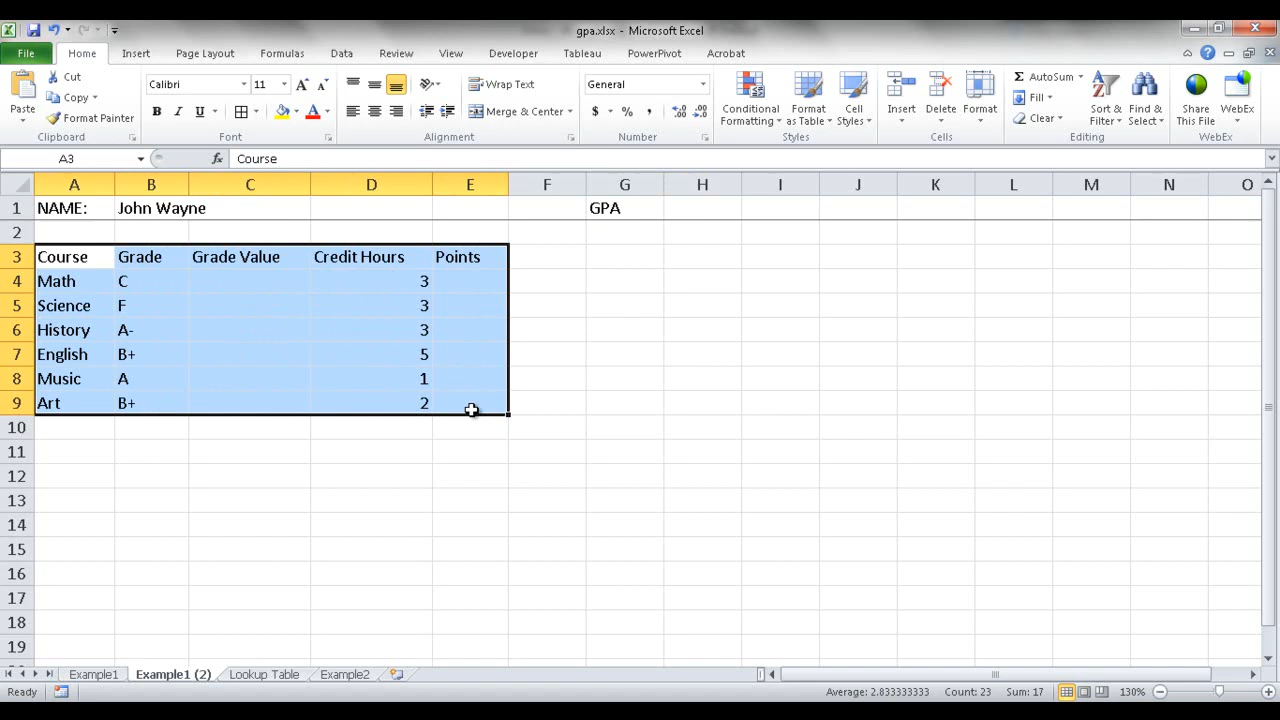 gpa.xlsx - Microsoft Excel
File Home Insert Page Layout Formulas Data Review View Developer Tableau PowerPivot Acrobat
Paste
Cut
Copy
Format Painter
Clipboard
Calibri 11
B I U
Font
Wrap Text
Merge & Center
Alignment
General
$ % ,
Number
Conditional Formatting
Format as Table
Cell Styles
Styles
Insert
Delete
Format
Cells
AutoSum
Fill
Clear
Sort & Filter
Find & Select
Editing
Share This File
WebEx
WebEx
A3 fx Course
A B C D E F G H I J K L M N O
1 NAME: John Wayne GPA
2
3 Course Grade Grade Value Credit Hours Points
4 Math C 3
5 Science F 3
6 History A- 3
7 English B+ 5
8 Music A 1
9 Art B+ 2
10
11
12
13
14
15
16
17
18
19
Example1 Example1 (2) Lookup Table Example2
Ready Average: 2.833333333 Count: 23 Sum: 17 130%